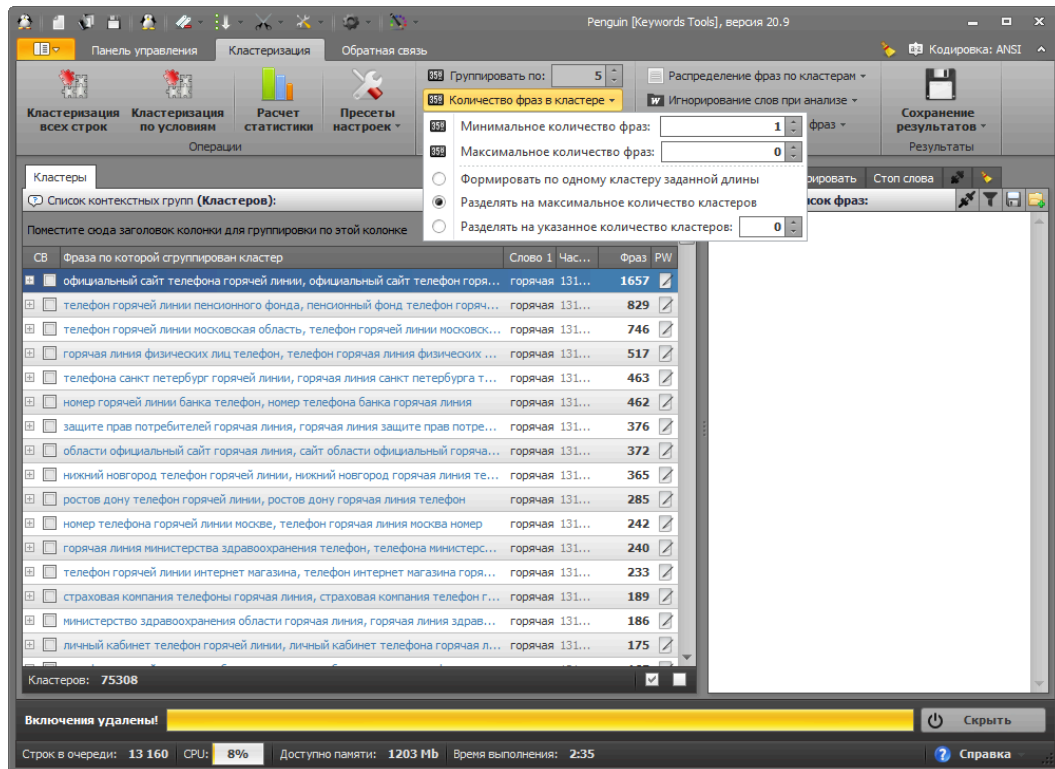 Penguin [Keywords Tools], версия 20.9
Панель управления
Кластеризация
Обратная связь
Кодировка: ANSI
Кластеризация всех строк
Кластеризация по условиям
Расчет статистики
Пресеты настроек
Операции
Группировать по: 5
Количество фраз в кластере
Распределение фраз по кластерам
Игнорирование слов при анализе
фраз
Сохранение результатов
Результаты
Минимальное количество фраз: 1
Максимальное количество фраз: 0
Формировать по одному кластеру заданной длины
Разделять на максимальное количество кластеров
Разделять на указанное количество кластеров: 0
Кластеры
Стоп слова
Список контекстных групп (Кластеров):
фраз:
Поместите сюда заголовок колонки для группировки по этой колонке
СВ Фраза по которой сгруппирован кластер Слово 1 Час... Фраз PW
официальный сайт телефона горячей линии, официальный сайт телефон горя... горячая 131... 1657
телефон горячей линии пенсионного фонда, пенсионный фонд телефон горяч... горячая 131... 829
телефон горячей линии московская область, телефон горячей линии московск... горячая 131... 746
горячая линия физических лиц телефон, телефон горячая линия физических ... горячая 131... 517
телефона санкт петербург горячей линии, горячая линия санкт петербурга т... горячая 131... 463
номер горячей линии банка телефон, номер телефона банка горячая линия горячая 131... 462
защите прав потребителей горячая линия, горячая линия защите прав потре... горячая 131... 376
области официальный сайт горячая линия, сайт области официальный горяча... горячая 131... 372
нижний новгород телефон горячей линии, нижний новгород горячая линия те... горячая 131... 365
ростов дону телефон горячей линии, ростов дону горячая линия телефон горячая 131... 285
номер телефона горячей линии москве, телефон горячая линия москва номер горячая 131... 242
горячая линия министерства здравоохранения телефон, телефона министерс... горячая 131... 240
телефон горячей линии интернет магазина, телефон интернет магазина горя... горячая 131... 233
страховая компания телефоны горячая линия, страховая компания телефон г... горячая 131... 189
министерство здравоохранения области горячая линия, горячая линия здрав... горячая 131... 186
личный кабинет телефон горячей линии, личный кабинет телефона горячая л... горячая 131... 175
Кластеров: 75308
Включения удалены!
Скрыть
Строк в очереди: 13 160 CPU: 8% Доступно памяти: 1203 Mb Время выполнения: 2:35
Справка